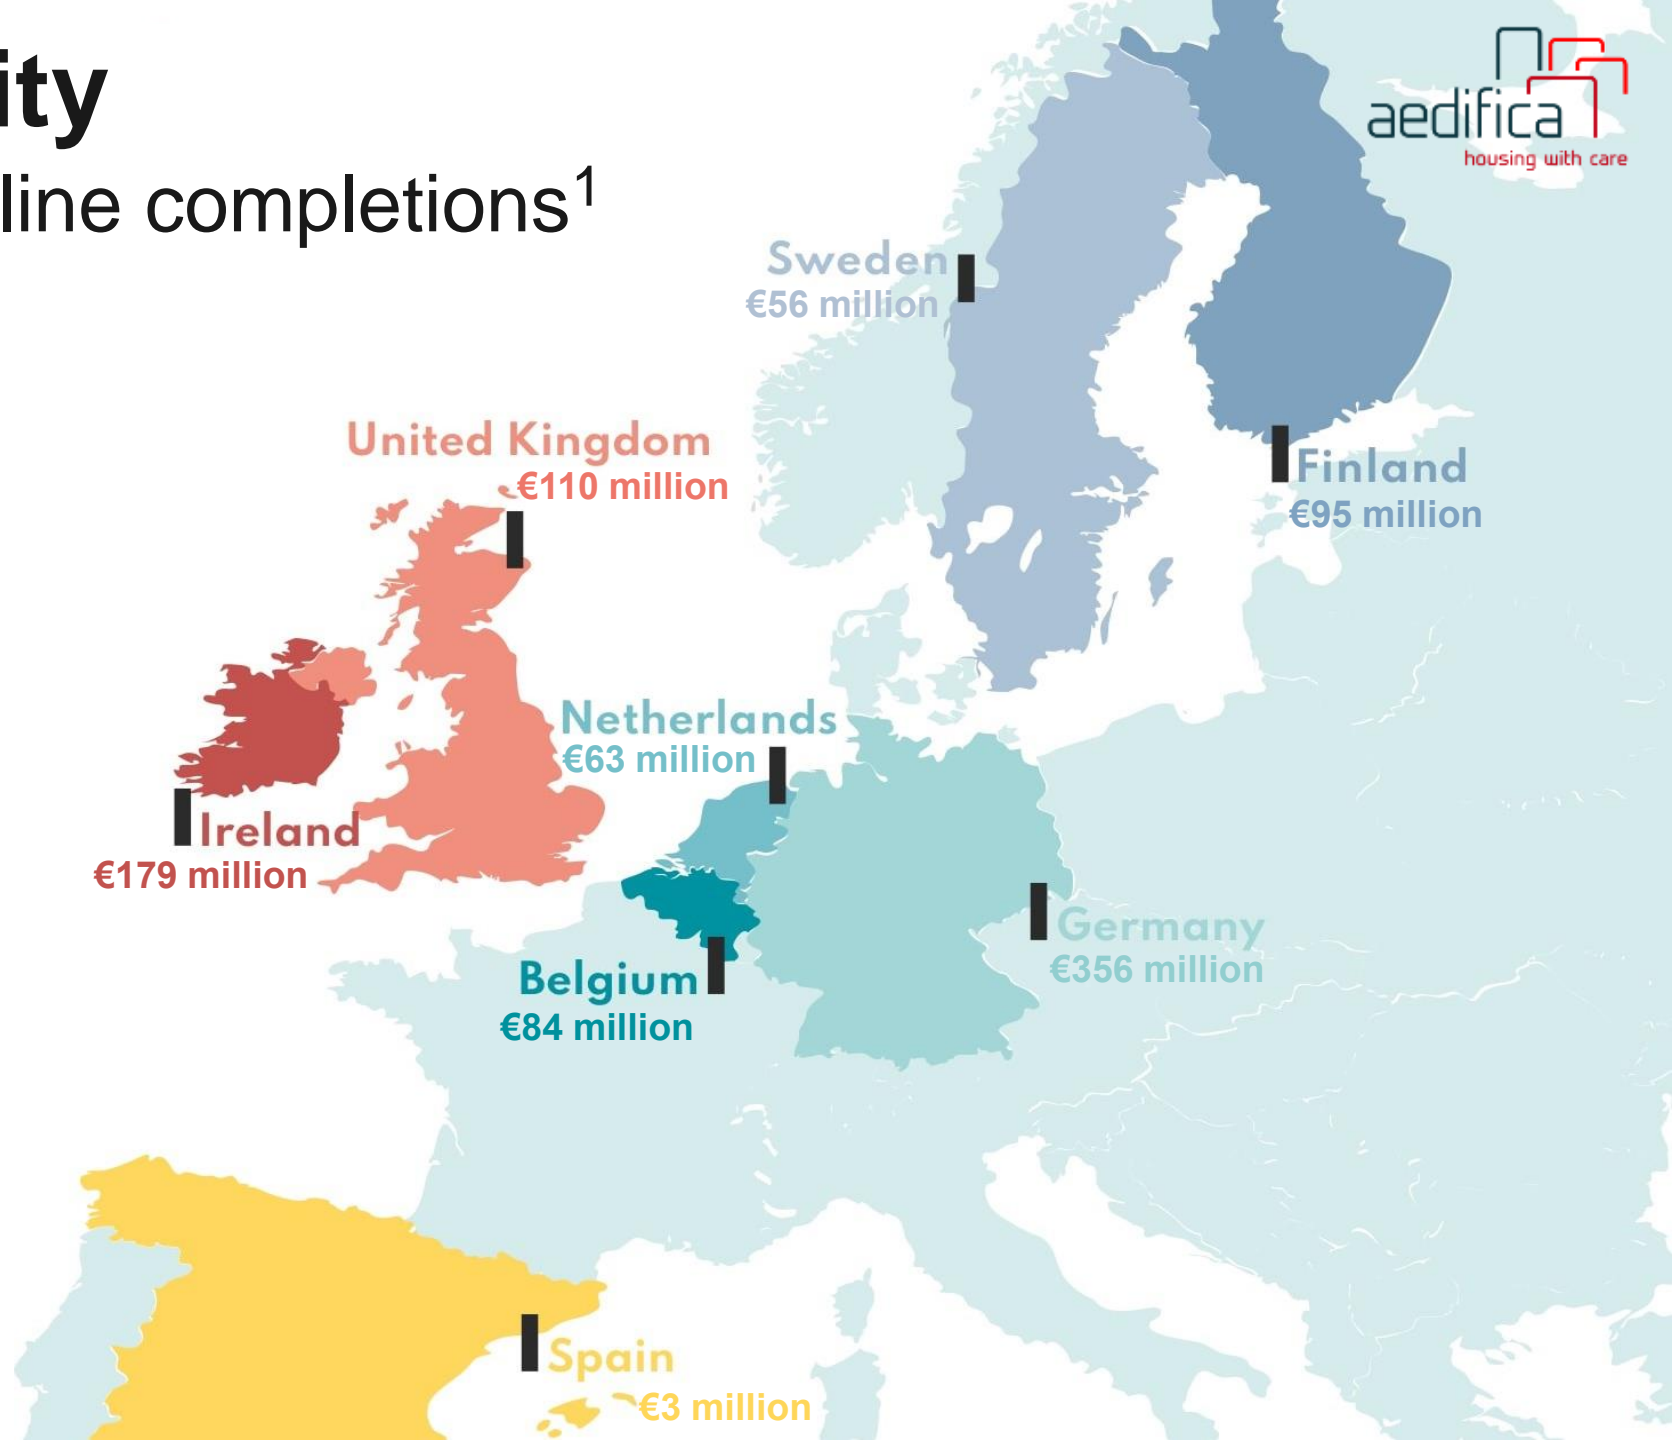 ity
line completions¹
aedifica
housing with care
Sweden
€56 million
United Kingdom
€110 million
Finland
€95 million
Netherlands
€63 million
Ireland
€179 million
Germany
€356 million
Belgium
€84 million
Spain
€3 million